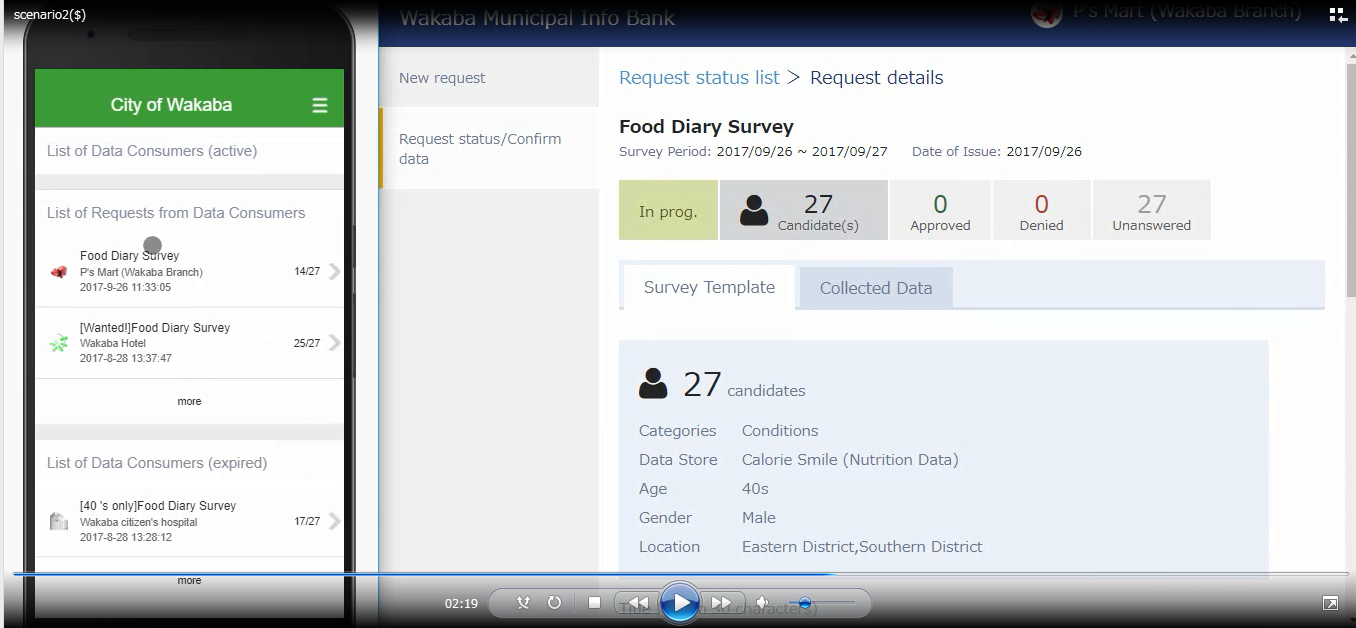 scenario2($)
City of Wakaba
List of Data Consumers (active)
List of Requests from Data Consumers
Food Diary Survey
P's Mart (Wakaba Branch)
14/27
2017-9-26 11:33:05
[Wanted!]Food Diary Survey
Wakaba Hotel
25/27
2017-8-28 13:37:47
more
List of Data Consumers (expired)
[40 's only]Food Diary Survey
Wakaba citizen's hospital
17/27
2017-8-28 13:28:12
more
Wakaba Municipal Info Bank
P's Mart (Wakaba Branch)
New request
Request status/Confirm
data
Request status list > Request details
Food Diary Survey
Survey Period: 2017/09/26 ~ 2017/09/27 Date of Issue: 2017/09/26
In prog.
27
Candidate(s)
0
Approved
0
Denied
27
Unanswered
Survey Template
Collected Data
27 candidates
Categories Conditions
Data Store Calorie Smile (Nutrition Data)
Age 40s
Gender Male
Location Eastern District,Southern District
02:19
30 characters)